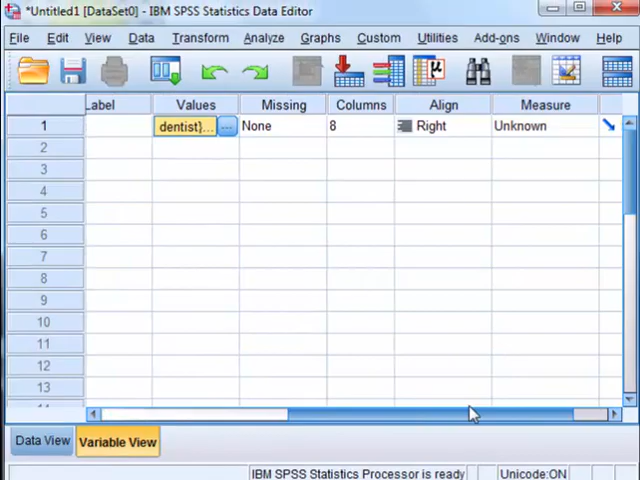 *Untitled1 [DataSet0] - IBM SPSS Statistics Data Editor
File Edit View Data Transform Analyze Graphs Custom Utilities Add-ons Window Help
Label Values Missing Columns Align Measure
1 dentist}... ... None 8 Right Unknown
2
3
4
5
6
7
8
9
10
11
12
13
Data View Variable View
IBM SPSS Statistics Processor is ready Unicode:ON